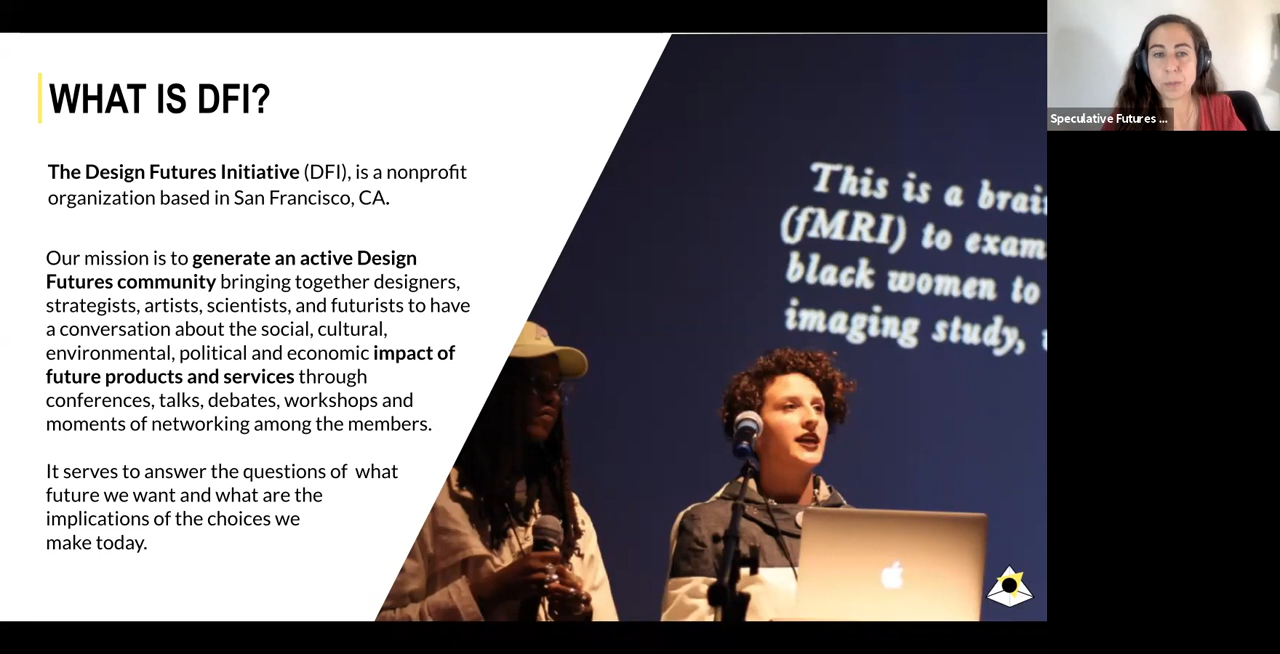 WHAT IS DFI?
The Design Futures Initiative (DFI), is a nonprofit
organization based in San Francisco, CA.
Our mission is to generate an active Design
Futures community bringing together designers,
strategists, artists, scientists, and futurists to have
a conversation about the social, cultural,
environmental, political and economic impact of
future products and services through
conferences, talks, debates, workshops and
moments of networking among the members.
It serves to answer the questions of  what
future we want and what are the
implications of the choices we
make today.
This is a brai
(fMRI) to exam
black women to
imaging study,
Speculative Futures ...